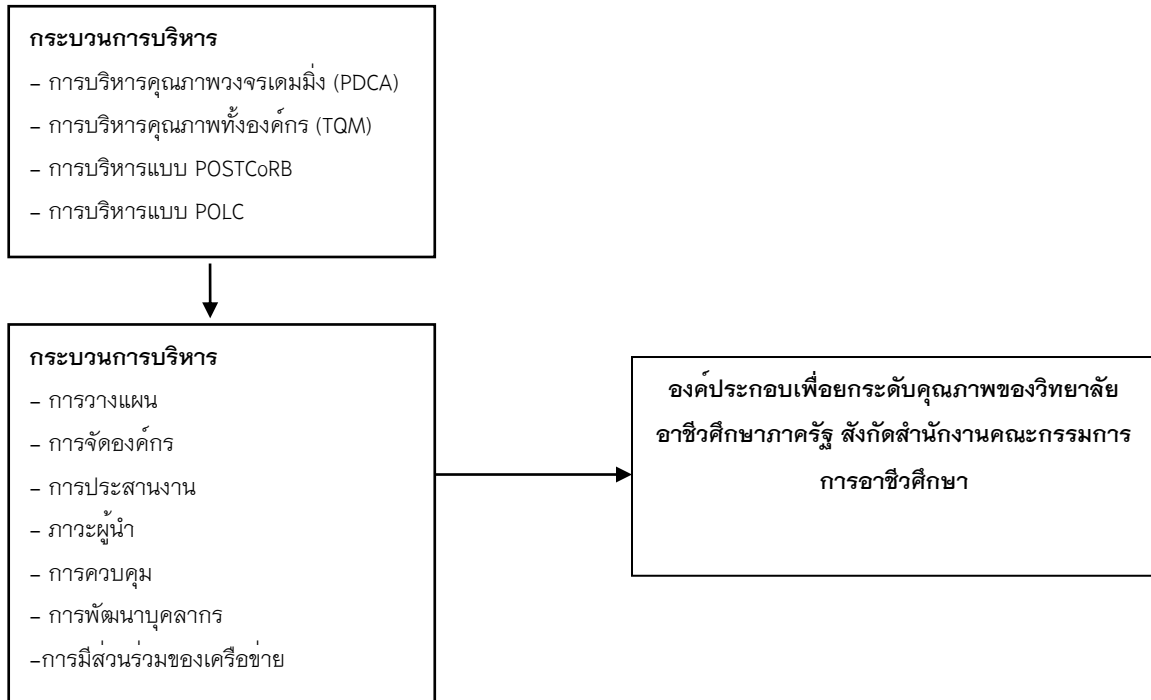 กระบวนการบริหาร
– การบริหารคุณภาพวงจรเดมมิ่ง (PDCA)
– การบริหารคุณภาพทั้งองค์กร (TQM)
– การบริหารแบบ POSTCoRB
– การบริหารแบบ POLC
กระบวนการบริหาร
– การวางแผน
– การจัดองค์กร
– การประสานงาน
– ภาวะผู้นำ
– การควบคุม
– การพัฒนาบุคลากร
–การมีส่วนร่วมของเครือข่าย
องค์ประกอบเพื่อยกระดับคุณภาพของวิทยาลัย
อาชีวศึกษาภาครัฐ สังกัดสำนักงานคณะกรรมการ
การอาชีวศึกษา